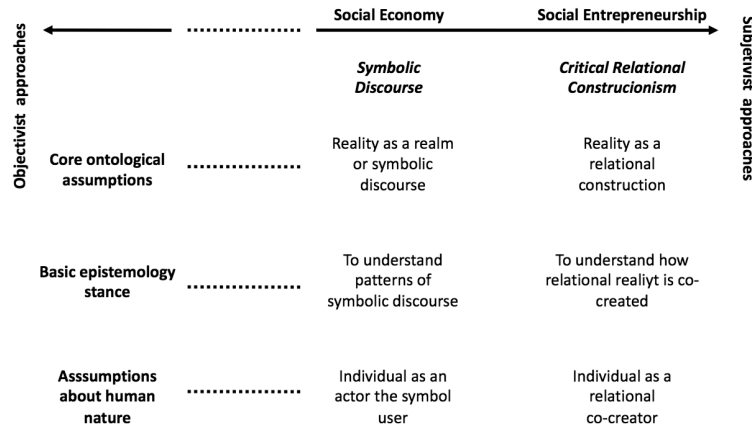 Social Economy
Social Entrepreneurship
Objectivist approaches
Subjetivist approacnes
Symbolic
Discourse
Critical Relational
Construcionism
Core ontological
assumptions
Reality as a realm
or symbolic
discourse
Reality as a
relational
construction
Basic epistemology
stance
To understand
patterns of
symbolic discourse
To understand how
relational realiyt is co-
created
Asssumptions
about human
nature
Individual as an
actor the symbol
user
Individual as a
relational
co-creator